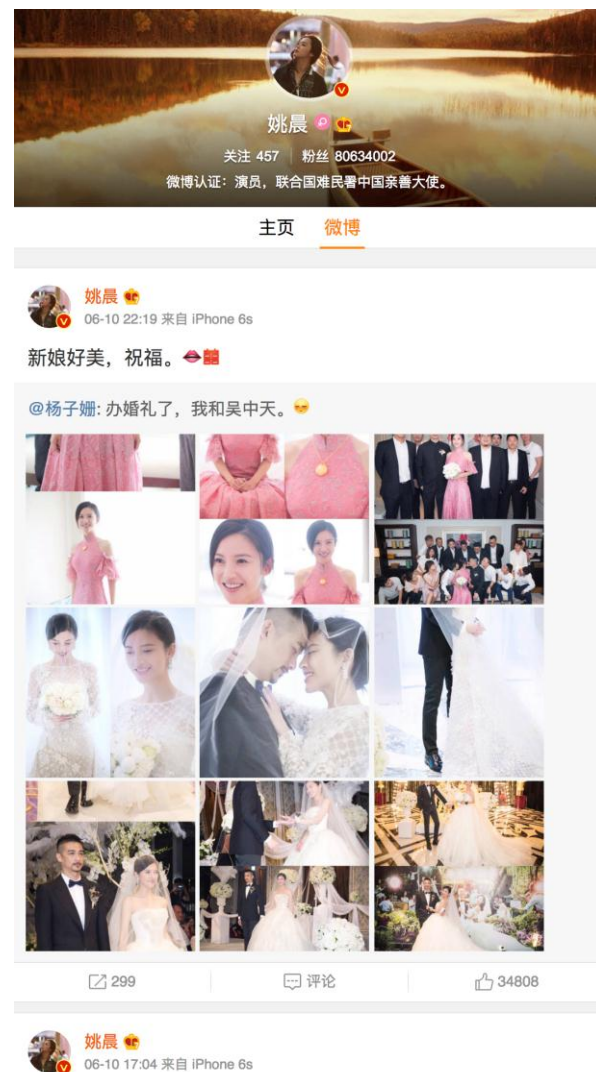 姚晨
关注 457 粉丝 80634002
微博认证：演员，联合国难民署中国亲善大使。
主页 微博
姚晨
06-10 22:19 来自 iPhone 6s
新娘好美，祝福。
@杨子姗: 办婚礼了，我和吴中天。
299 评论 34808
姚晨
06-10 17:04 来自 iPhone 6s